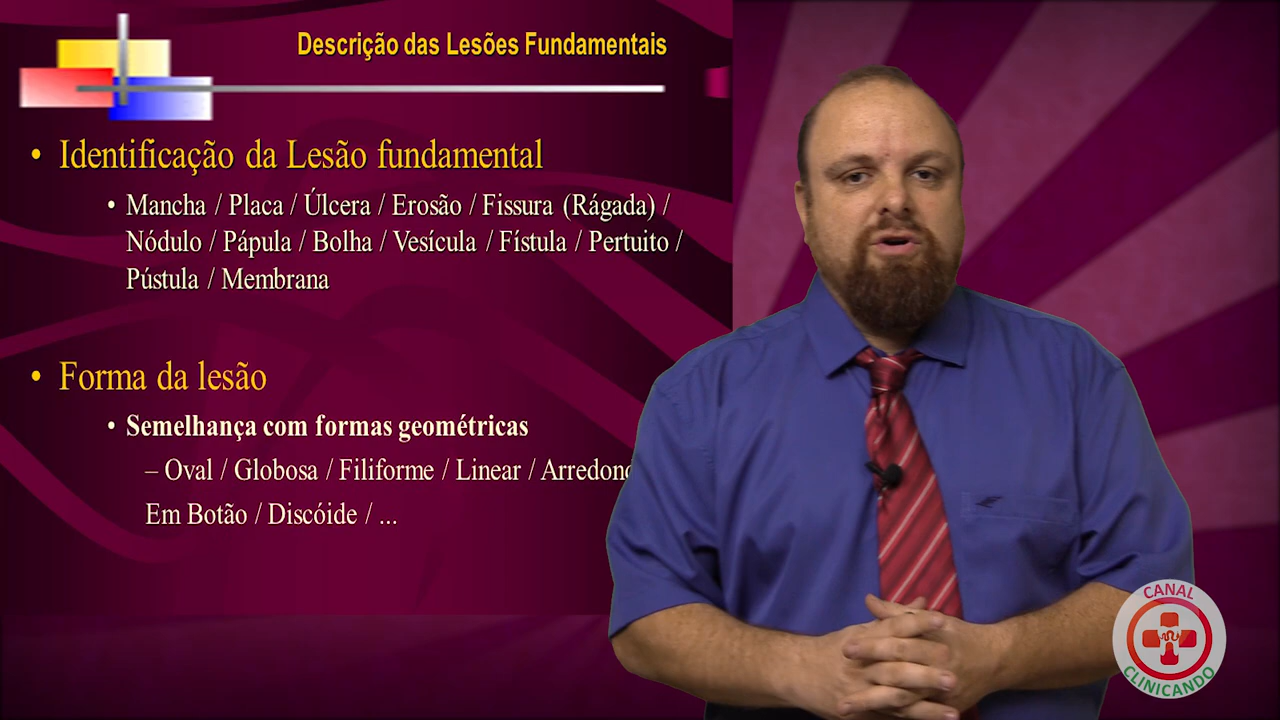 Descrição das Lesões Fundamentais
• Identificação da Lesão fundamental
• Mancha / Placa / Úlcera / Erosão / Fissura (Rágada) /
Nódulo / Pápula / Bolha / Vesícula / Fístula / Pertuito /
Pústula / Membrana
• Forma da lesão
• Semelhança com formas geométricas
– Oval / Globosa / Filiforme / Linear /
Em Botão / Discóide / ...
CANAL
CLINICANDO